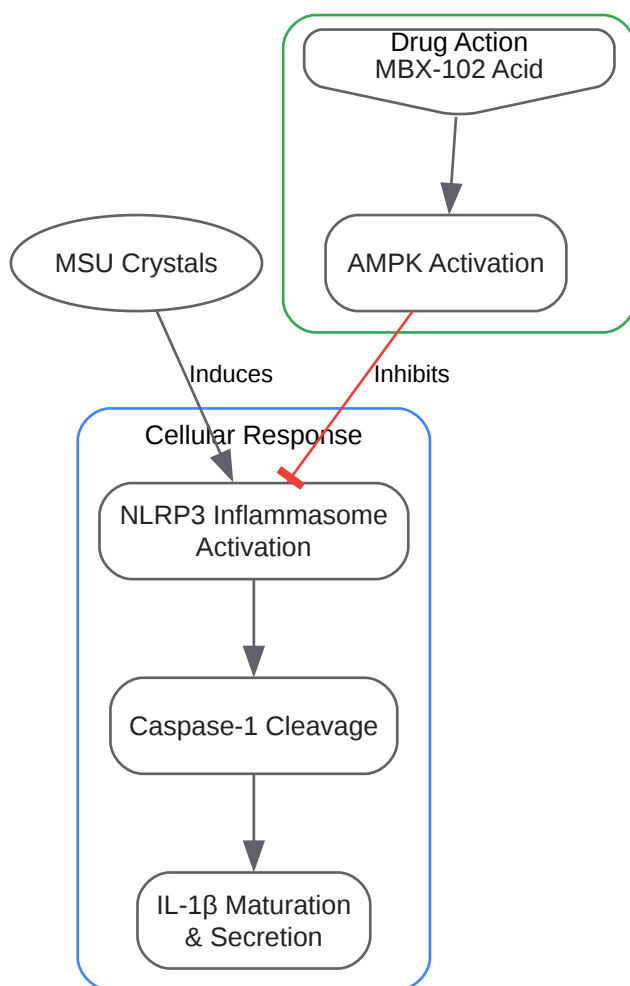 Drug Action
MBX-102 Acid
MSU Crystals
AMPK Activation
Induces
Inhibits
Cellular Response
NLRP3 Inflammasome
Activation
Caspase-1 Cleavage
IL-1β Maturation
& Secretion